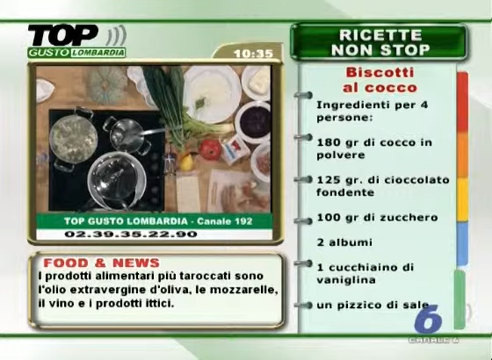 TOP
GUSTO LOMBARDIA
10:35
TOP GUSTO LOMBARDIA - Canale 192
02.39.35.22.90
FOOD & NEWS
I prodotti alimentari più taroccati sono
l'olio extravergine d'oliva, le mozzarelle,
il vino e i prodotti ittici.
RICETTE
NON STOP
Biscotti
al cocco
Ingredienti per 4
persone:
180 gr di cocco in
polvere
125 gr. di cioccolato
fondente
100 gr di zucchero
2 albumi
1 cucchiaino di
vaniglina
un pizzico di sale
6
CANALE 6